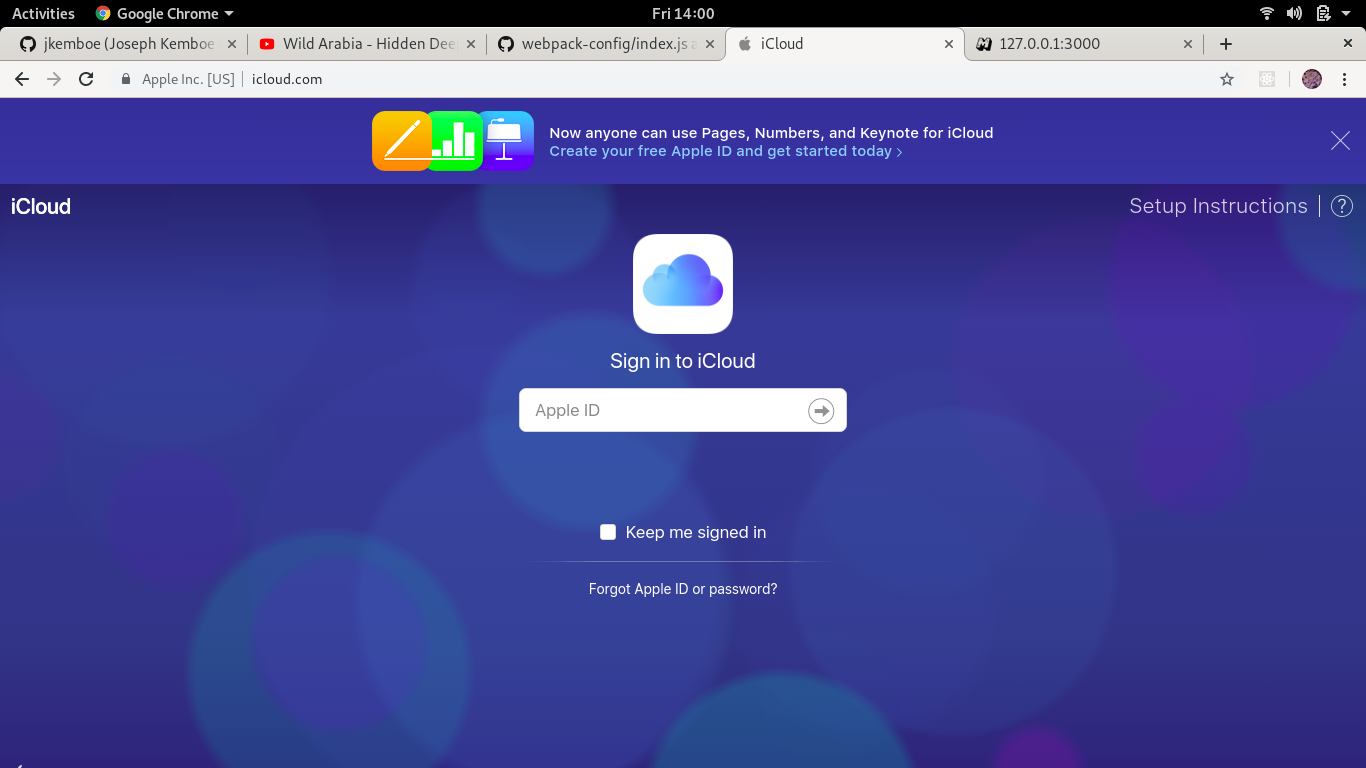 Activities Google Chrome Fri 14:00
jkemboe (Joseph Kemboe Wild Arabia - Hidden Dee webpack-config/index.js a iCloud 127.0.0.1:3000
Apple Inc. [US] icloud.com
Now anyone can use Pages, Numbers, and Keynote for iCloud
Create your free Apple ID and get started today ›
iCloud Setup Instructions ?
Sign in to iCloud
Apple ID
Keep me signed in
Forgot Apple ID or password?